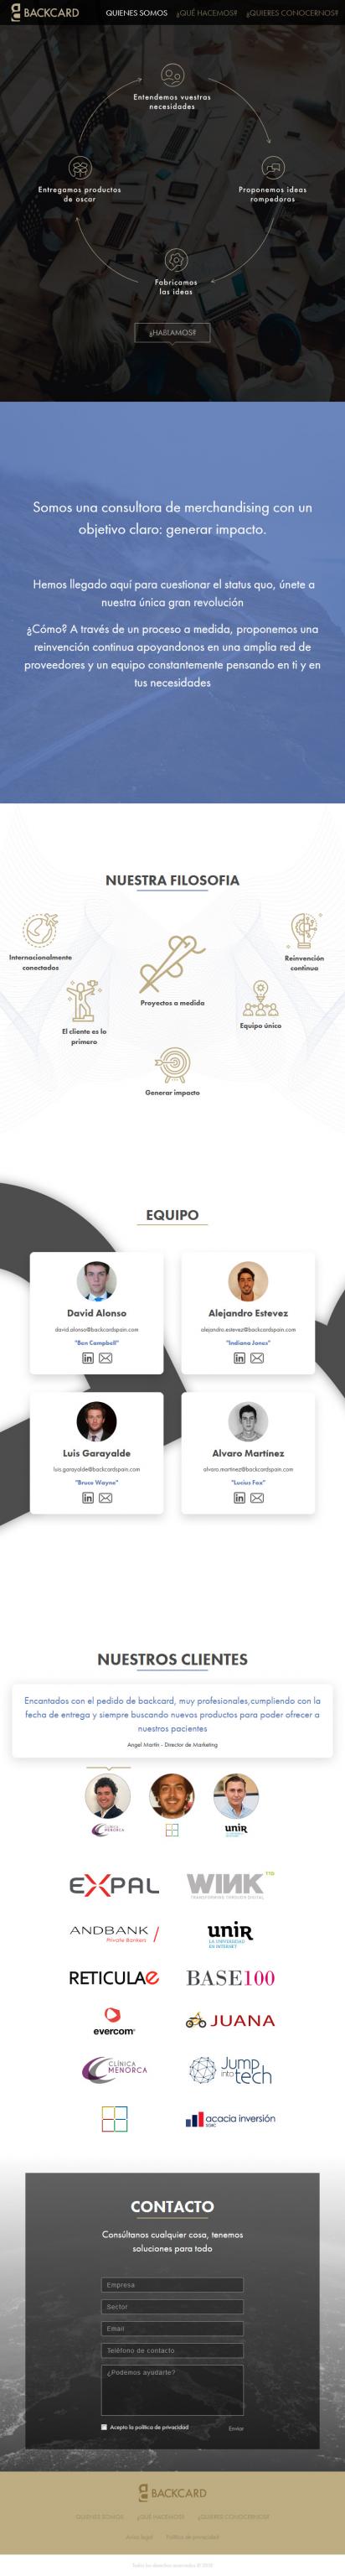 BACKCARD QUIENES SOMOS ¿QUÉ HACEMOS? ¿QUIERES CONOCERNOS?
Entendemos vuestras
necesidades
Entregamos productos
de oscar
Proponemos ideas
rompedoras
Fabricamos
las ideas
¿HABLAMOS?
Somos una consultora de merchandising con un
objetivo claro: generar impacto.
Hemos llegado aquí para cuestionar el status quo, únete a
nuestra única gran revolución
¿Cómo? A través de un proceso a medida, proponemos una
reinvención continua apoyandonos en una amplia red de
proveedores y un equipo constantemente pensando en ti y en
tus necesidades
NUESTRA FILOSOFIA
Internacionalmente
conectados
Reinvención
continua
Proyectos a medida
El cliente es lo
primero
Equipo único
Generar impacto
EQUIPO
David Alonso
david.alonso@backcardspain.com
"Ben Campbell"
Alejandro Estevez
alejandro.estevez@backcardspain.com
"Indiana Jones"
Luis Garayalde
luis.garayalde@backcardspain.com
"Bruce Wayne"
Alvaro Martínez
alvaro.martinez@backcardspain.com
"Lucius Fox"
NUESTROS CLIENTES
Encantados con el pedido de backcard, muy profesionales,cumpliendo con la
fecha de entrega y siempre buscando nuevos productos para poder ofrecer a
nuestros pacientes
Angel Martín - Director de Marketing
CLÍNICA
MENORCA
unir
EXPAL
WINK
TTD
TRANSFORMING THROUGH DIGITAL
ANDBANK
Private Bankers
unir
LA UNIVERSIDAD
EN INTERNET
RETICULAE
BASE100
evercom
JUANA
CLÍNICA
MENORCA
Jump
into
tech
acacia inversión
CONTACTO
Consúltanos cualquier cosa, tenemos
soluciones para todo
Empresa
Sector
Email
Teléfono de contacto
¿Podemos ayudarte?
Acepto la política de privacidad
Enviar
BACKCARD
QUIENES SOMOS ¿QUÉ HACEMOS? ¿QUIERES CONOCERNOS?
Aviso legal Política de privacidad